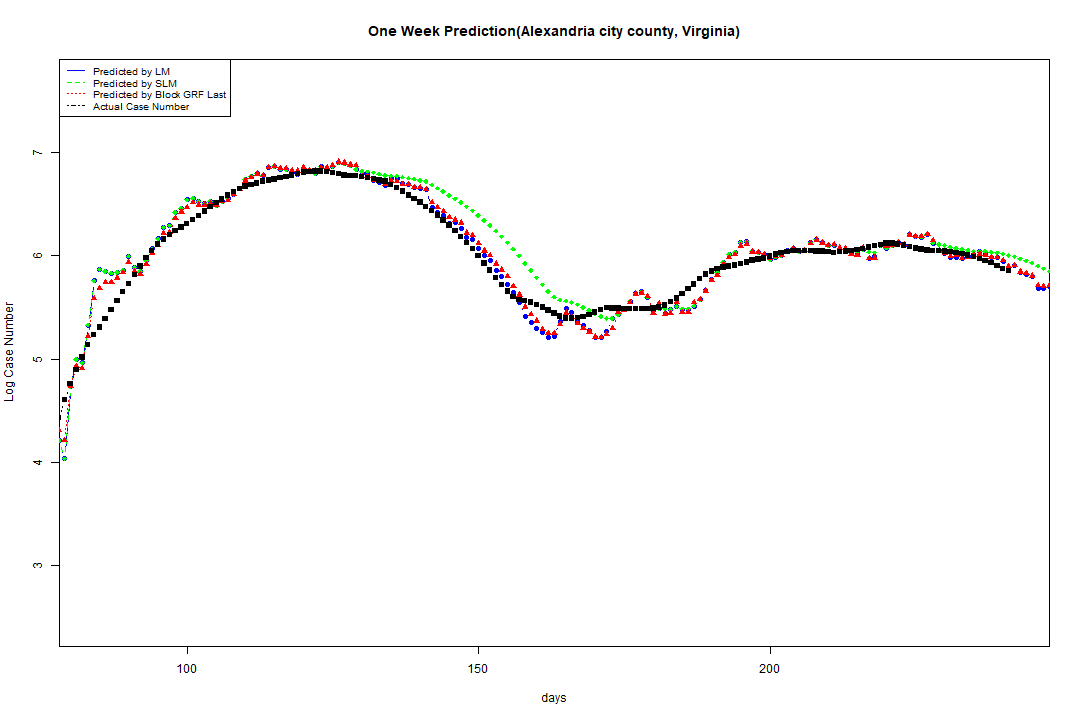 One Week Prediction(Alexandria city county, Virginia)
Predicted by LM
Predicted by SLM
Predicted by Block GRF Last
Actual Case Number
7
6
5
4
3
Log Case Number
100 150 200
days